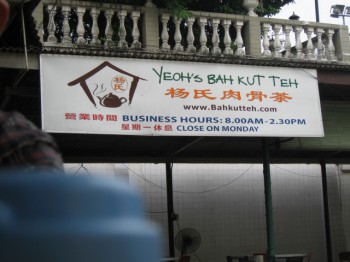 杨氏
YEOH'S BAH KUT TEH
杨氏肉骨茶
www.Bahkutteh.com
營業時間 BUSINESS HOURS: 8.00AM - 2.30PM
星期一休息 CLOSE ON MONDAY